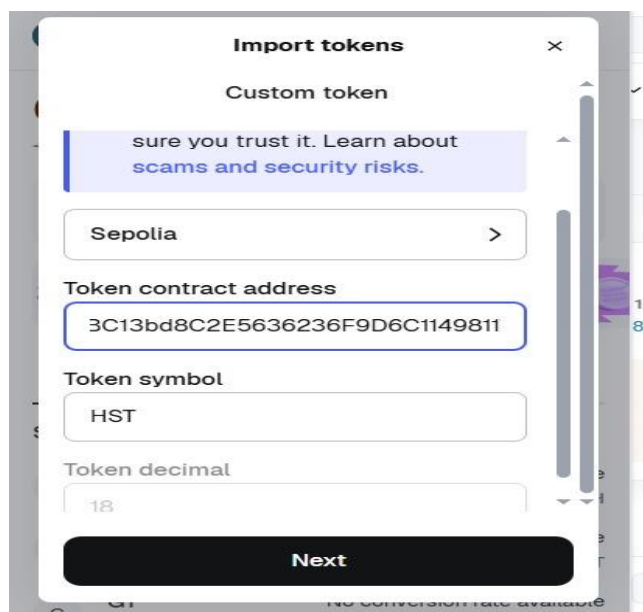 Import tokens
Custom token
sure you trust it. Learn about
scams and security risks.
Sepolia
Token contract address
3C13bd8C2E5636236F9D6C1149811
Token symbol
HST
Token decimal
18
Next
No conversion rate available